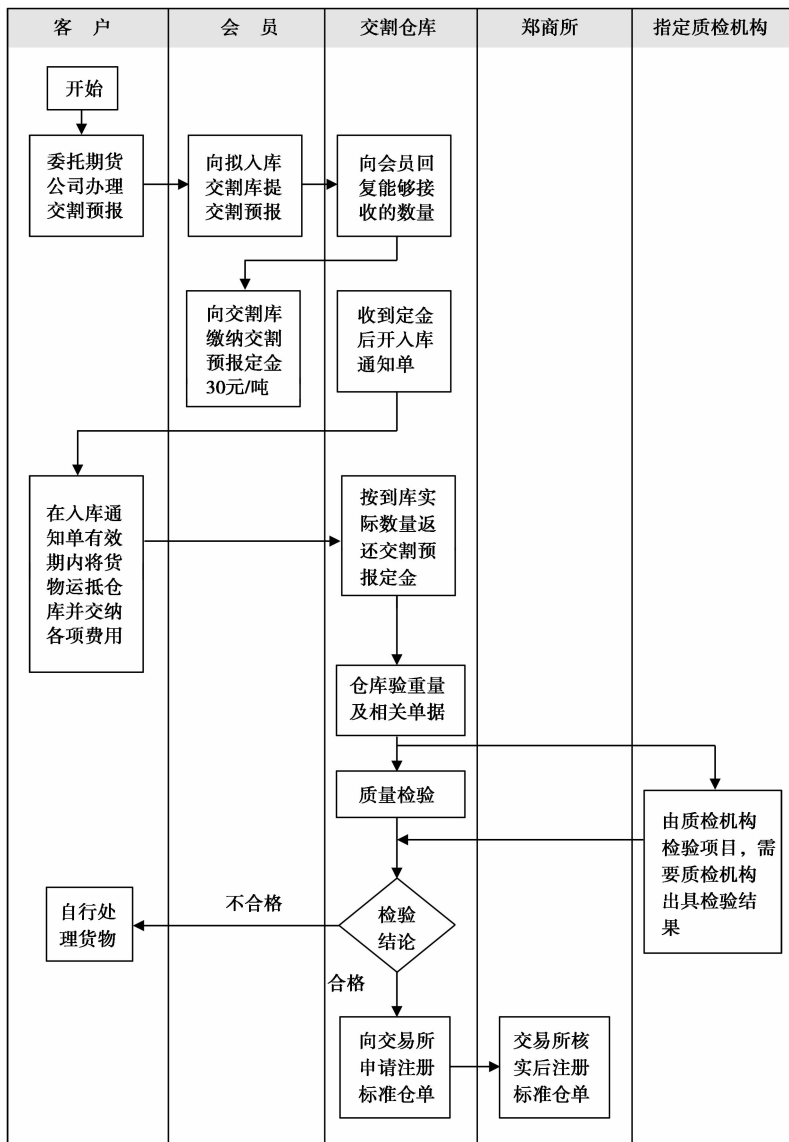 客 户
会 员
交割仓库
郑商所
指定质检机构
开始
委托期货
公司办理
交割预报
向拟入库
交割库提
交割预报
向会员回
复能够接
收的数量
向交割库
缴纳交割
预报定金
30元/吨
收到定金
后开入库
通知单
在入库通
知单有效
期内将货
物运抵仓
库并交纳
各项费用
按到库实
际数量返
还交割预
报定金
仓库验重量
及相关单据
质量检验
由质检机构
检验项目，需
要质检机构
出具检验结
果
检验
结论
不合格
自行处
理货物
合格
向交易所
申请注册
标准仓单
交易所核
实后注册
标准仓单